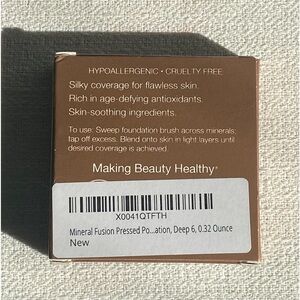 HYPOALLERGENIC • CRUELTY FREE
Silky coverage for flawless skin.
Rich in age-defying antioxidants.
Skin-soothing ingredients.
To use: Sweep foundation brush across minerals;
tap off excess. Blend onto skin in light layers until
desired coverage is achieved.
Making Beauty Healthy®
X0041QTFTH
Mineral Fusion Pressed Po...ation, Deep 6, 0.32 Ounce
New